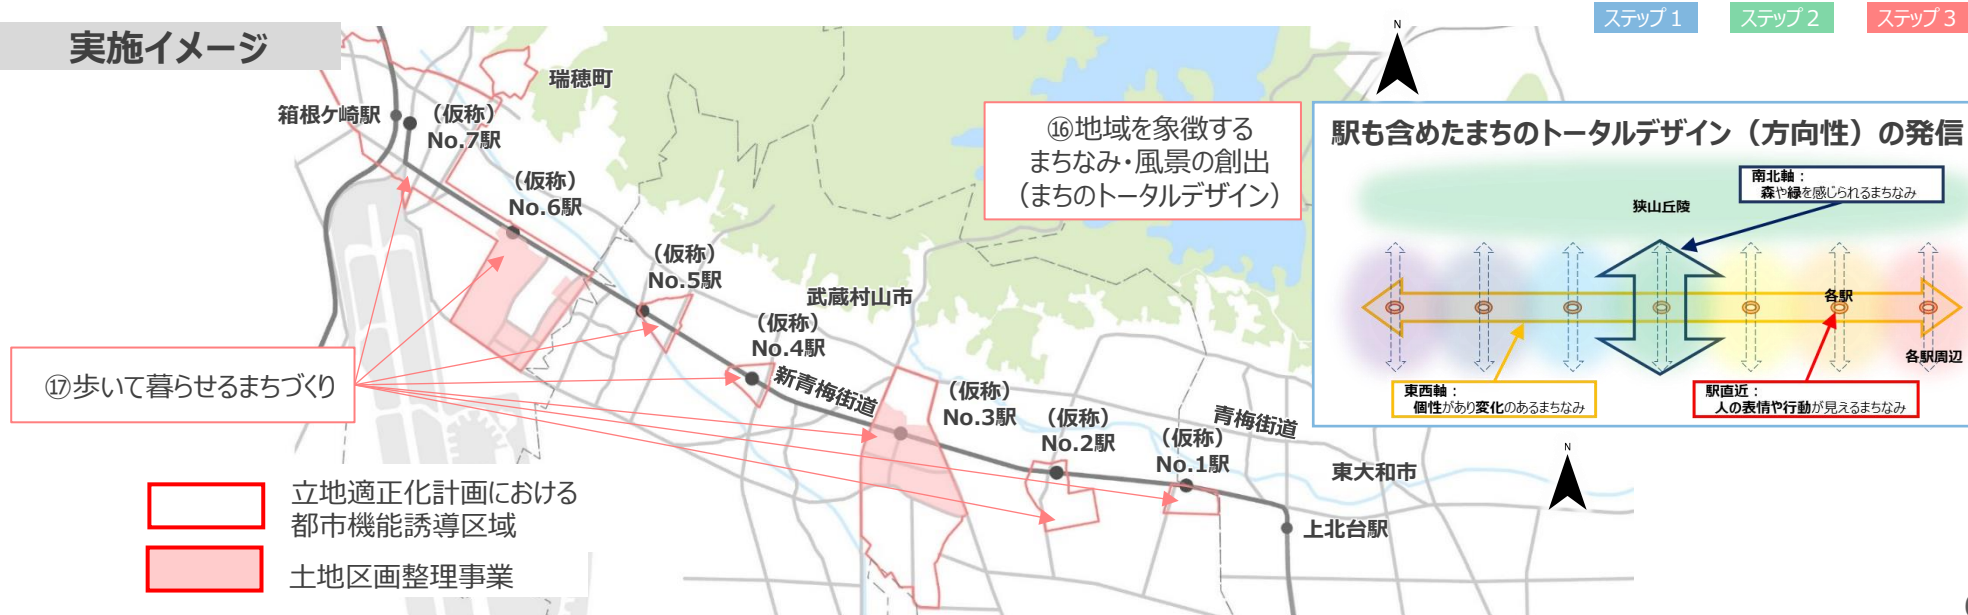 ステップ1
ステップ2
ステップ3
実施イメージ
N
瑞穂町
箱根ケ崎駅
（仮称）
No.7駅
（仮称）
No.6駅
（仮称）
No.5駅
武蔵村山市
（仮称）
No.4駅
新青梅街道
（仮称）
No.3駅
（仮称）
No.2駅
青梅街道
（仮称）
No.1駅
東大和市
上北台駅
N
⑯地域を象徴する
まちなみ・風景の創出
（まちのトータルデザイン）
⑰歩いて暮らせるまちづくり
立地適正化計画における
都市機能誘導区域
土地区画整理事業
駅も含めたまちのトータルデザイン（方向性）の発信
南北軸：
森や緑を感じられるまちなみ
狭山丘陵
各駅
各駅周辺
東西軸：
個性があり変化のあるまちなみ
駅直近：
人の表情や行動が見えるまちなみ